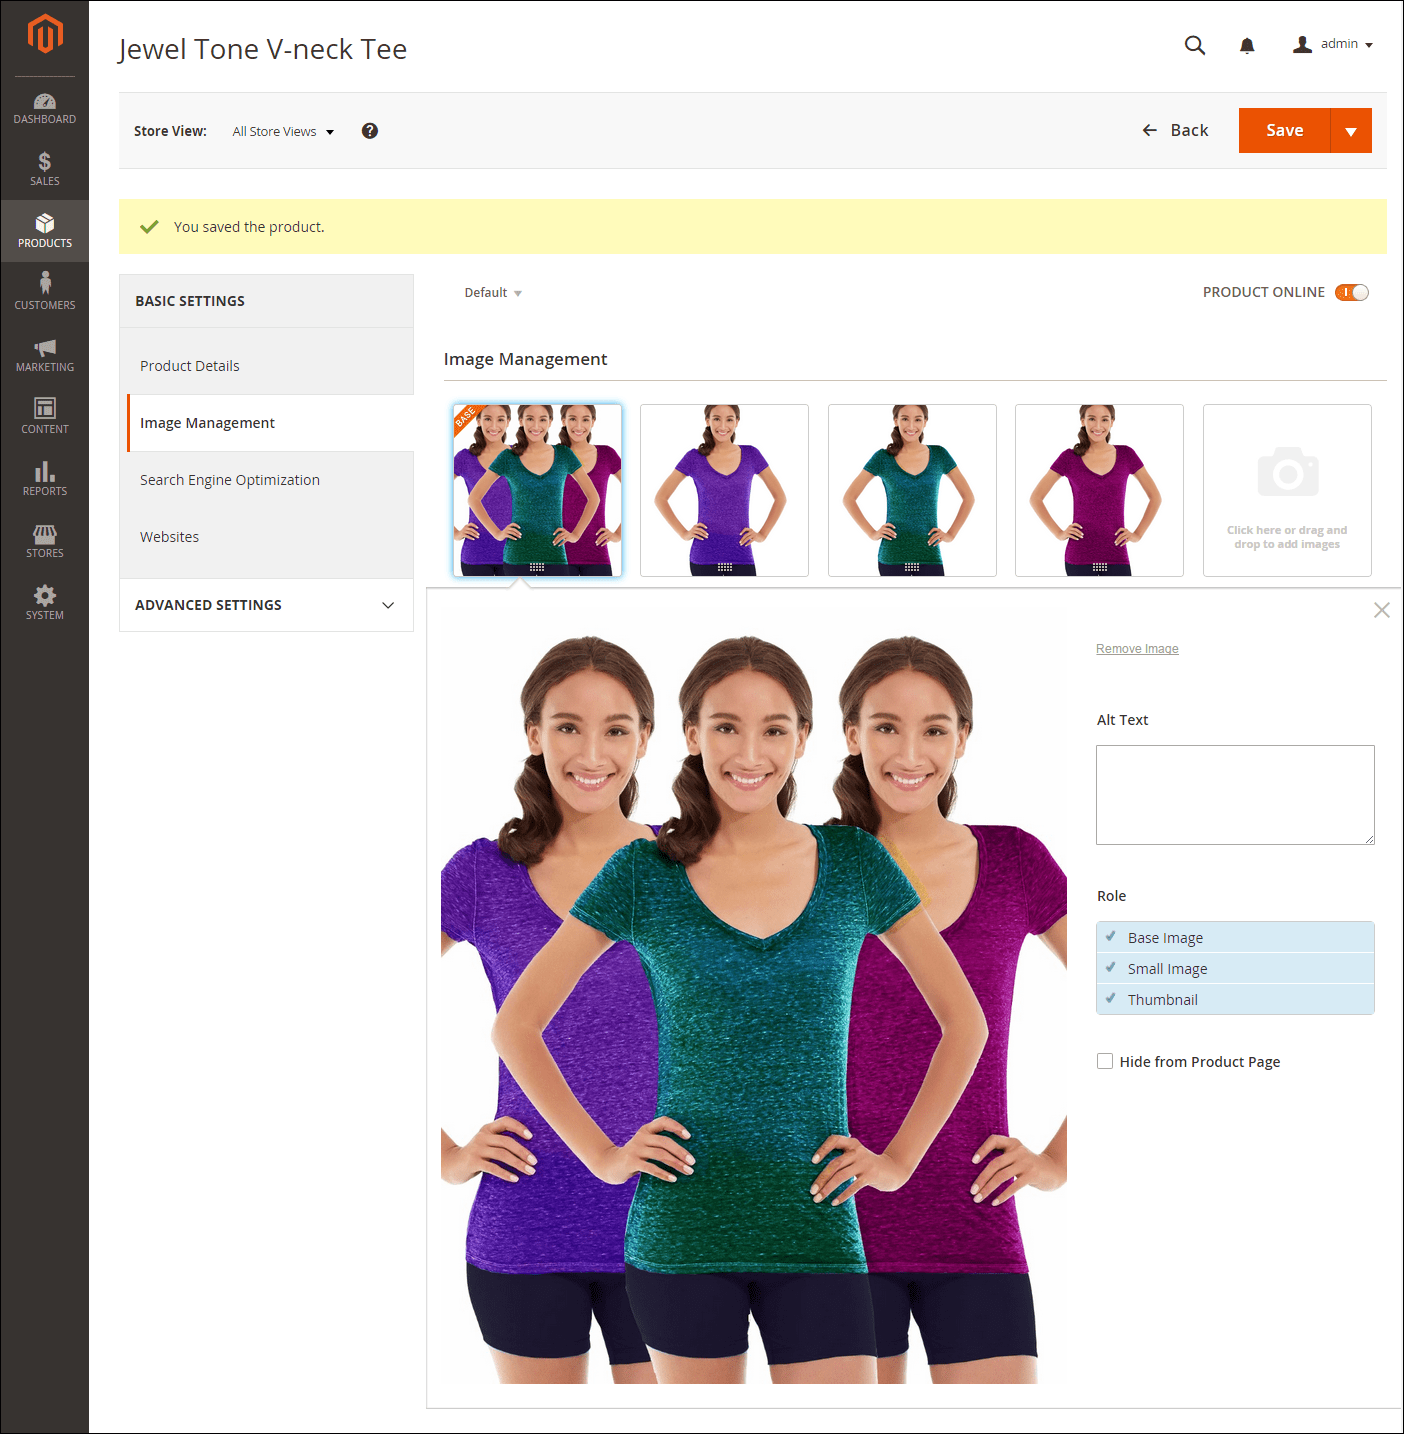 Jewel Tone V-neck Tee
admin
DASHBOARD
SALES
PRODUCTS
CUSTOMERS
MARKETING
CONTENT
REPORTS
STORES
SYSTEM
Store View:
All Store Views
?
Back
Save
You saved the product.
BASIC SETTINGS
Product Details
Image Management
Search Engine Optimization
Websites
ADVANCED SETTINGS
Default
PRODUCT ONLINE
Image Management
BASE
Click here or drag and
drop to add images
Remove Image
Alt Text
Role
Base Image
Small Image
Thumbnail
Hide from Product Page